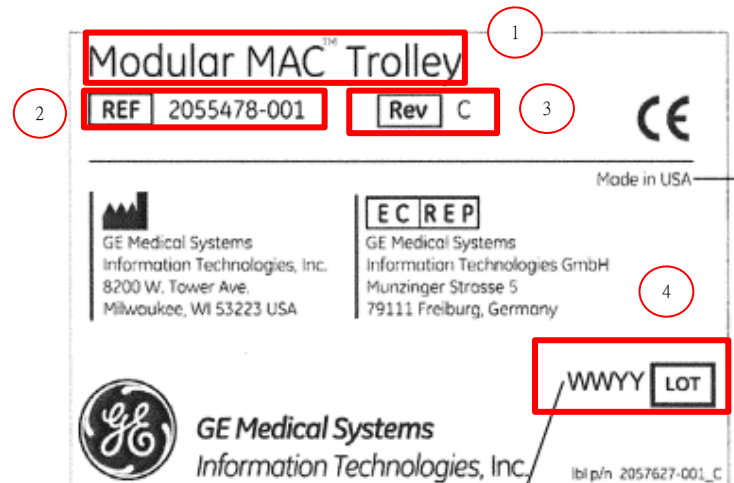 1
Modular MAC™ Trolley
2
REF 2055478-001
Rev C
3
CE
Made in USA
GE Medical Systems
Information Technologies, Inc.
8200 W. Tower Ave.
Milwaukee, WI 53223 USA
EC REP
GE Medical Systems
Information Technologies GmbH
Munzinger Strasse 5
79111 Freiburg, Germany
4
WWYY LOT
GE
GE Medical Systems
Information Technologies, Inc.
lbl p/n 2057627-001_C